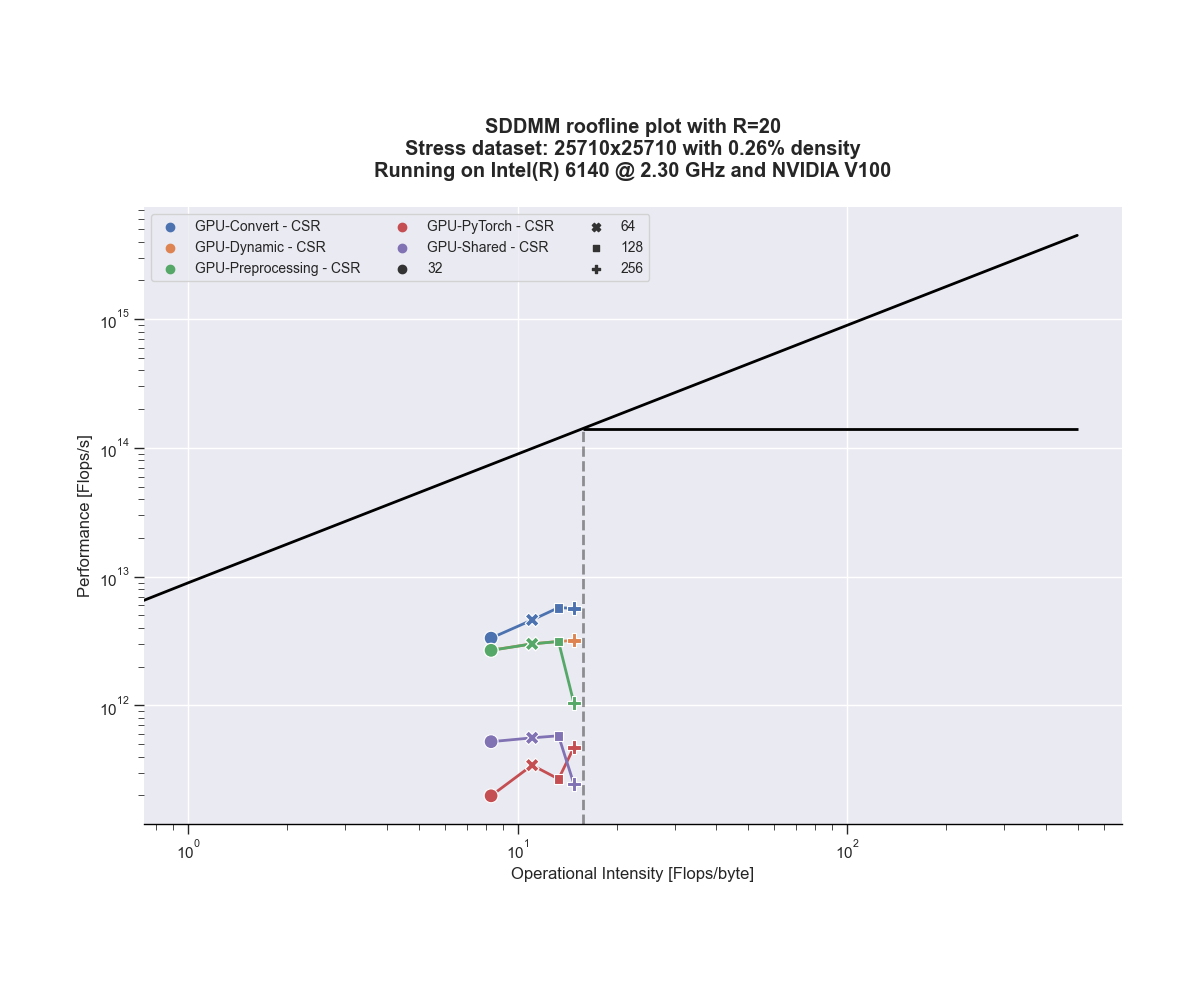 SDDMM roofline plot with R=20
Stress dataset: 25710x25710 with 0.26% density
Running on Intel(R) 6140 @ 2.30 GHz and NVIDIA V100
GPU-Convert - CSR
GPU-Dynamic - CSR
GPU-Preprocessing - CSR
GPU-PyTorch - CSR
GPU-Shared - CSR
32
64
128
256
Performance [Flops/s]
10^15
10^14
10^13
10^12
10^0
10^1
10^2
Operational Intensity [Flops/byte]